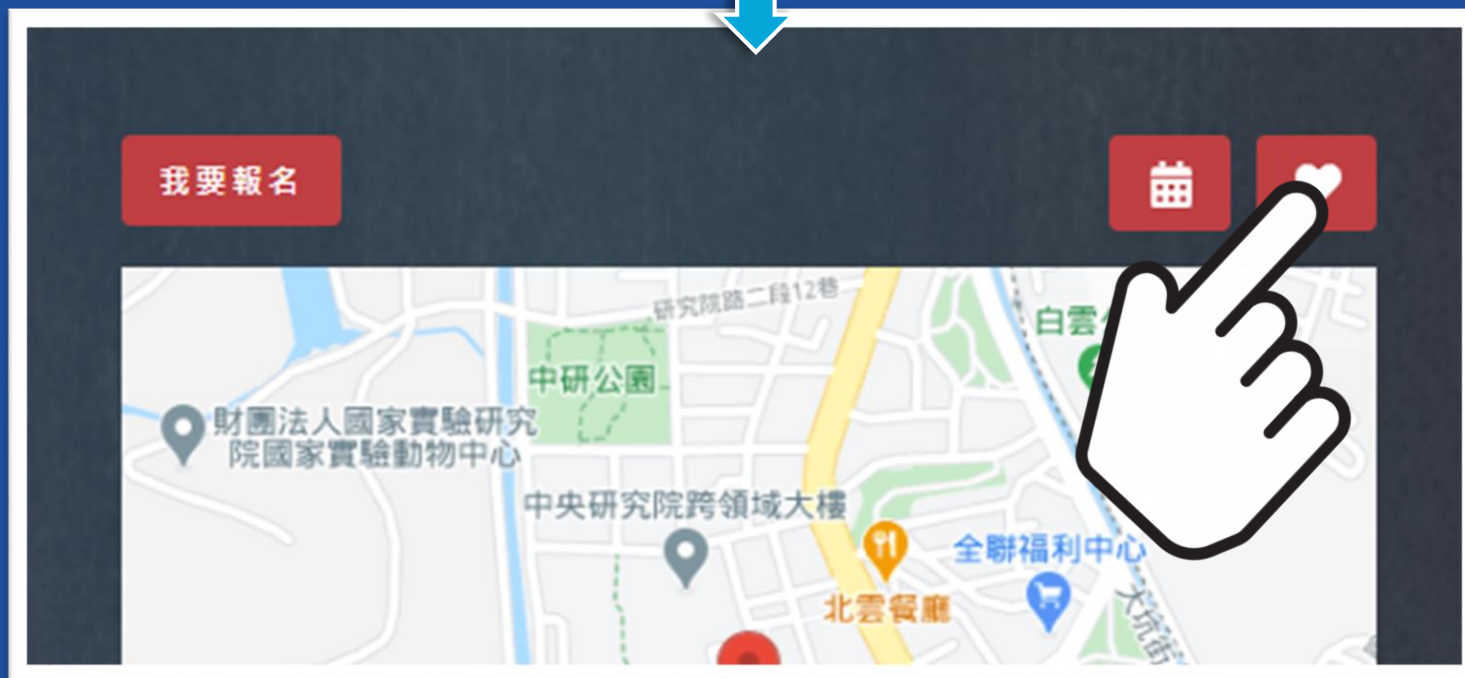 我要報名
研究院路二段12巷
白雲
中研公園
財團法人國家實驗研究
院國家實驗動物中心
中央研究院跨領域大樓
全聯福利中心
北雲餐廳
大坑街